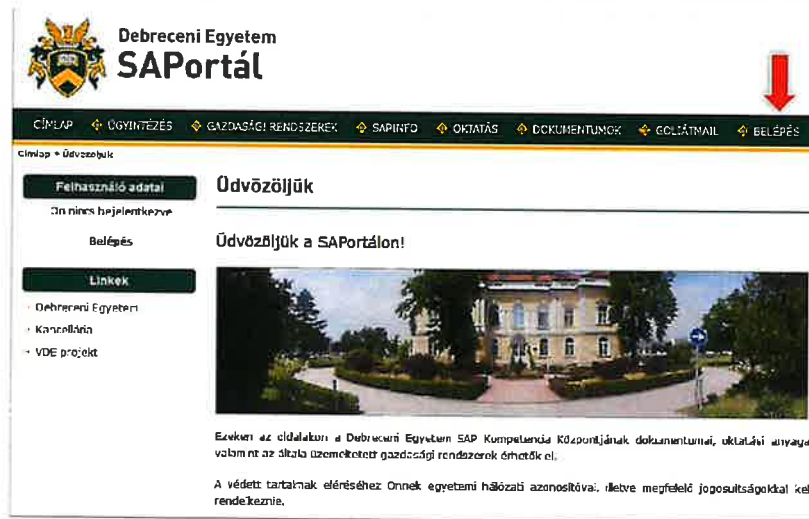 Debreceni Egyetem
SAPortál
CÍMLAP ÜGYINTÉZÉS GAZDASÁGI RENDSZEREK SAPINFO OKTATÁS DOKUMENTUMOK GOLIÁTMAIL BELÉPÉS
Címlap » Üdvözöljük
Felhasználó adatai
Ön nincs bejelentkezve
Belépés
Linkek
Debreceni Egyetem
Kancellária
VDE projekt
Üdvözöljük
Üdvözöljük a SAPortálon!
Ezeken az oldalakon a Debreceni Egyetem SAP Kompetencia Központjának dokumentumai, oktatási anyaga
valamint az általa üzemeltetett gazdasági rendszerek érhetők el.
A védett tartalmak eléréséhez Önnek egyetemi hálózati azonosítóval, illetve megfelelő jogosultságokkal kel
rendelkeznie.